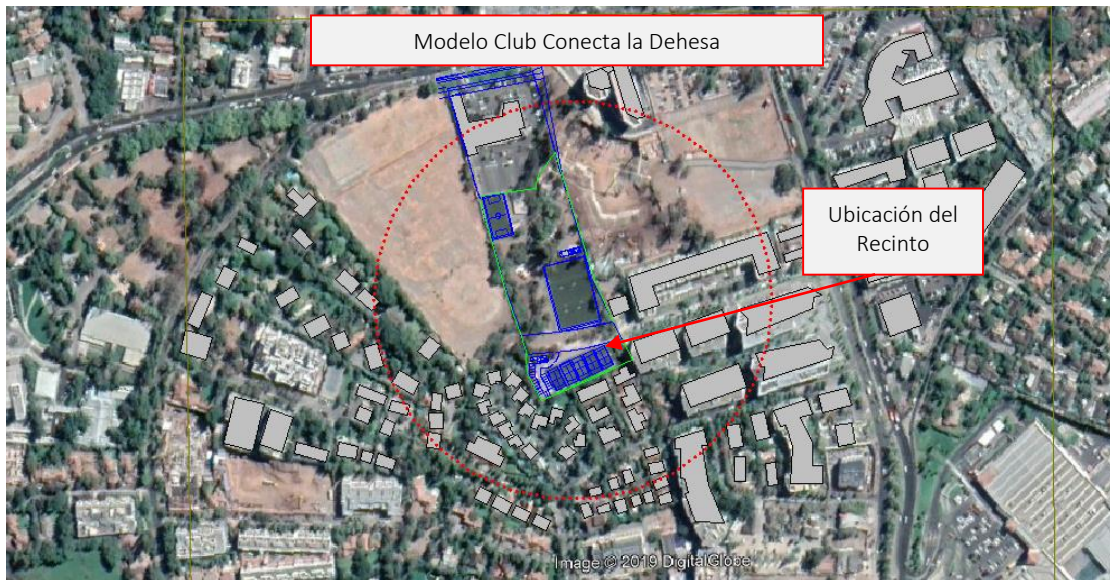 Modelo Club Conecta la Dehesa
Ubicación del
Recinto
Image © 2019 DigitalGlobe